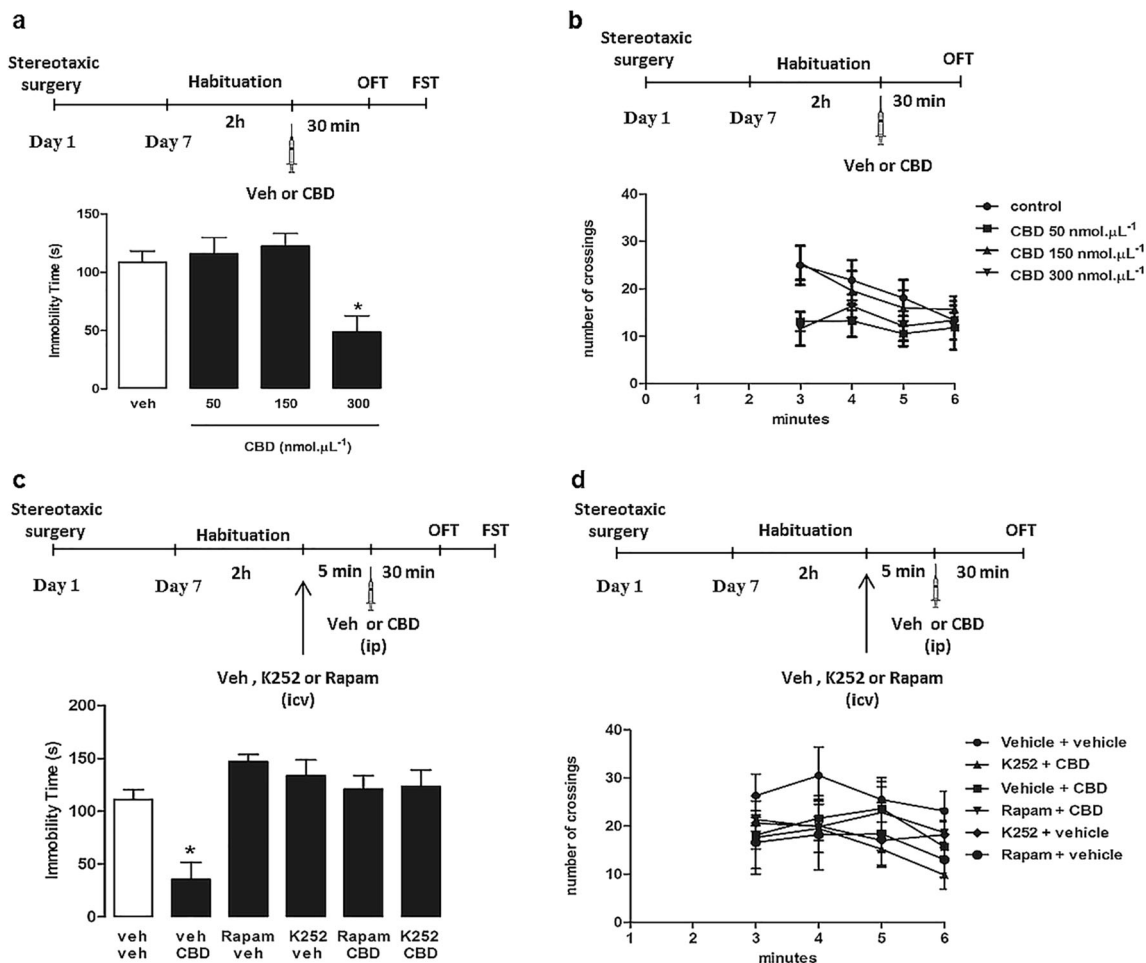 a
Stereotaxic
surgery
Habituation
OFT
FST
Day 1
Day 7
2h
30 min
Veh or CBD
Immobility Time (s)
150
100
50
0
veh
50
150
300
*
CBD (nmol.µL⁻¹)
b
Stereotaxic
surgery
Habituation
OFT
Day 1
Day 7
2h
30 min
Veh or CBD
number of crossings
40
30
20
10
0
0 1 2 3 4 5 6
minutes
control
CBD 50 nmol.µL⁻¹
CBD 150 nmol.µL⁻¹
CBD 300 nmol.µL⁻¹
c
Stereotaxic
surgery
Habituation
OFT
FST
Day 1
Day 7
2h
5 min
30 min
Veh or CBD
(ip)
Veh , K252 or Rapam
(icv)
Immobility Time (s)
200
150
100
50
0
*
veh veh Rapam K252 Rapam K252
veh CBD veh veh CBD CBD
d
Stereotaxic
surgery
Habituation
OFT
Day 1
Day 7
2h
5 min
30 min
Veh or CBD
(ip)
Veh , K252 or Rapam
(icv)
number of crossings
40
30
20
10
0
1 2 3 4 5 6
minutes
Vehicle + vehicle
K252 + CBD
Vehicle + CBD
Rapam + CBD
K252 + vehicle
Rapam + vehicle